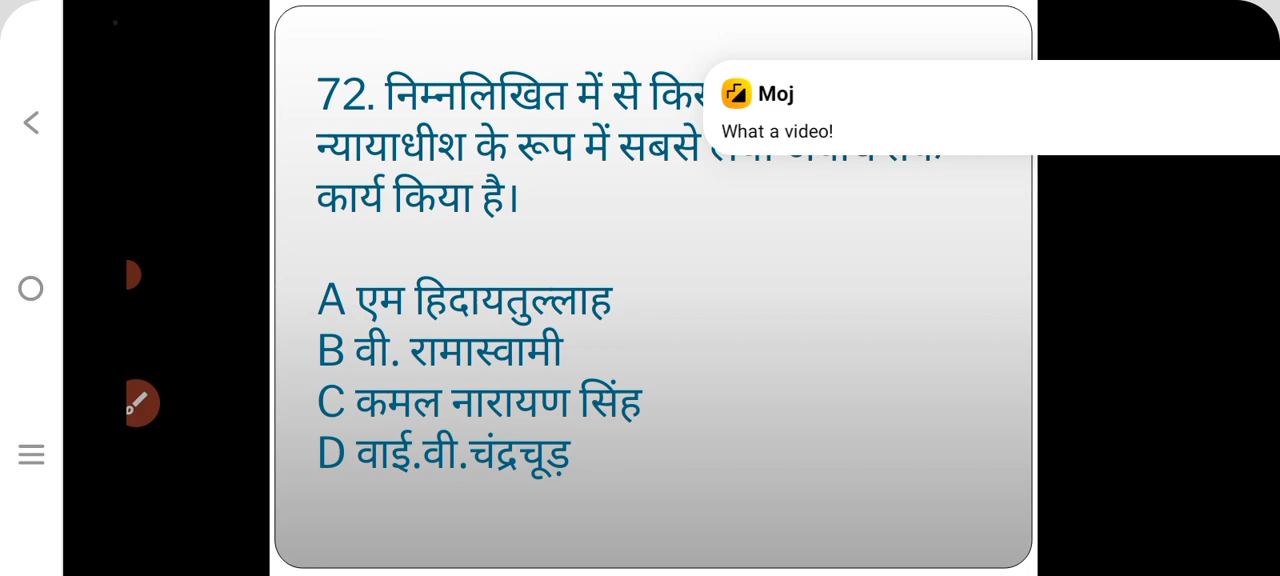 72. निम्नलिखित में से
न्यायाधीश के रूप में सबसे
कार्य किया है।
A एम हिदायतुल्लाह
B वी. रामास्वामी
C कमल नारायण सिंह
D वाई.वी.चंद्रचूड़
Moj
What a video!